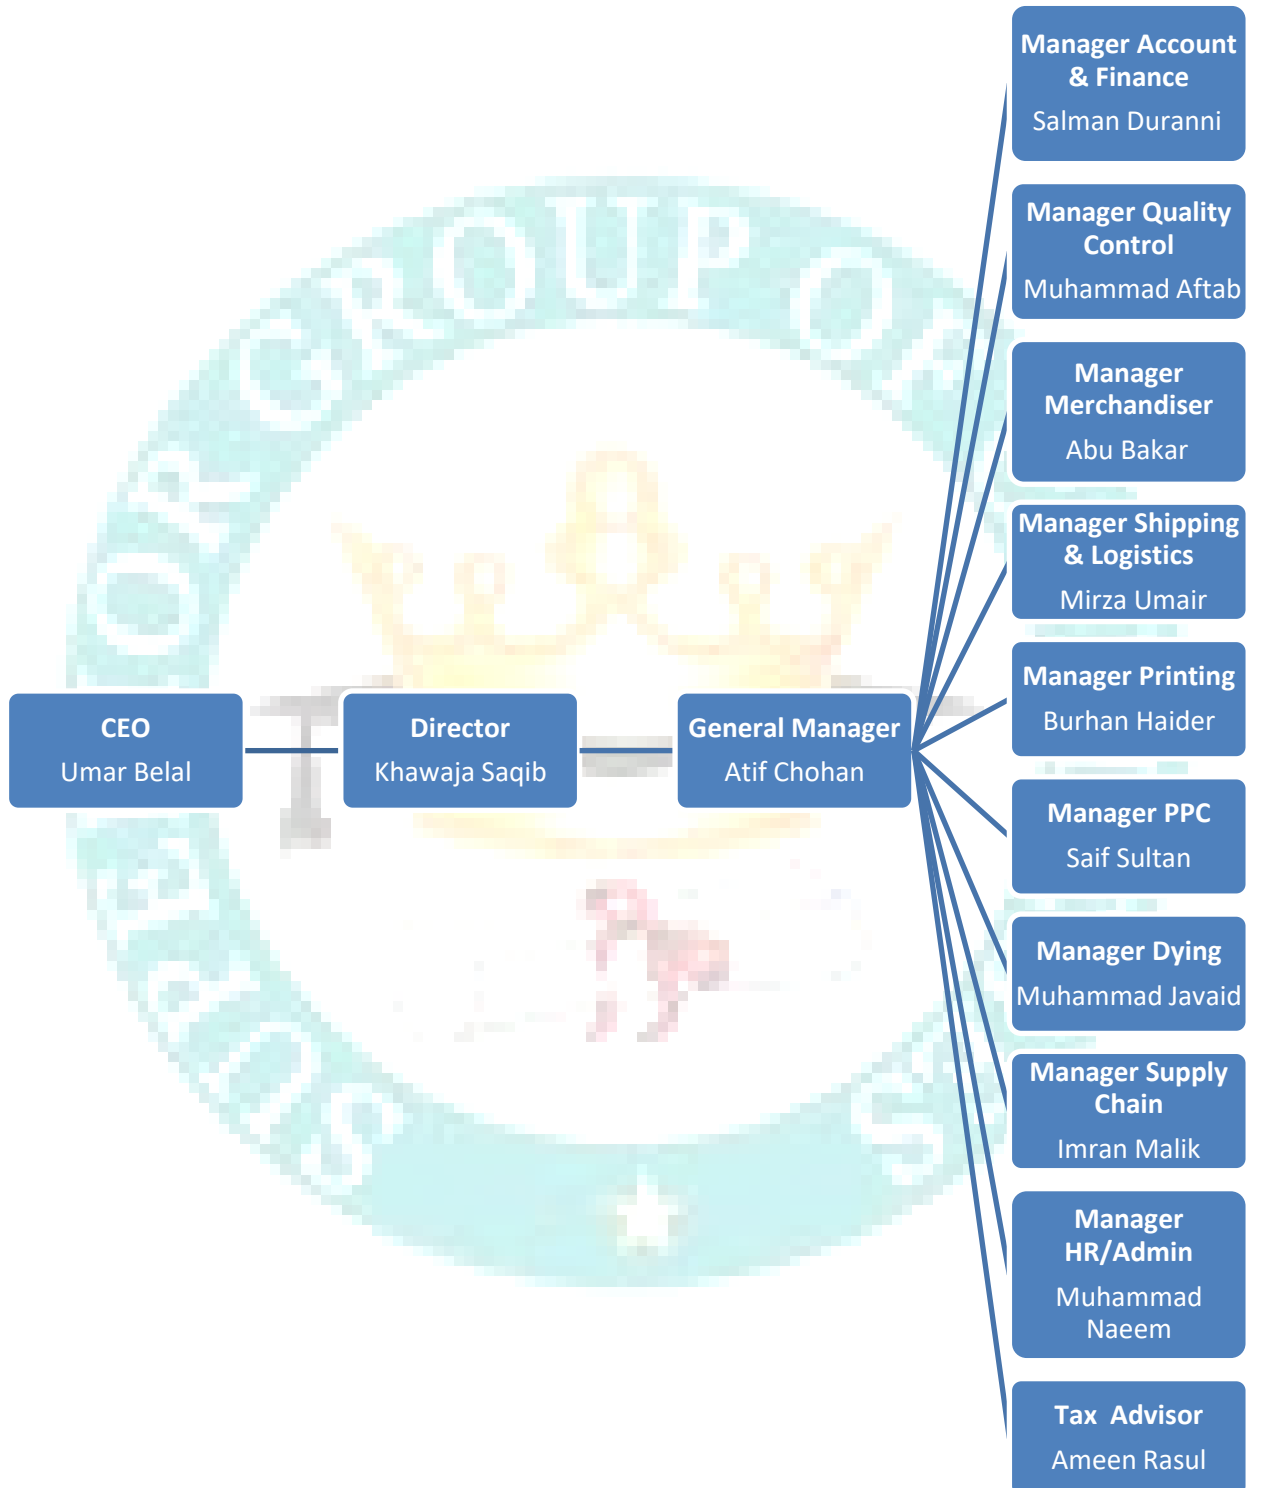 CEO
Umar Belal
Director
Khawaja Saqib
General Manager
Atif Chohan
Manager Account
& Finance
Salman Duranni
Manager Quality
Control
Muhammad Aftab
Manager
Merchandiser
Abu Bakar
Manager Shipping
& Logistics
Mirza Umair
Manager Printing
Burhan Haider
Manager PPC
Saif Sultan
Manager Dying
Muhammad Javaid
Manager Supply
Chain
Imran Malik
Manager
HR/Admin
Muhammad
Naeem
Tax  Advisor
Ameen Rasul
GROUP OF